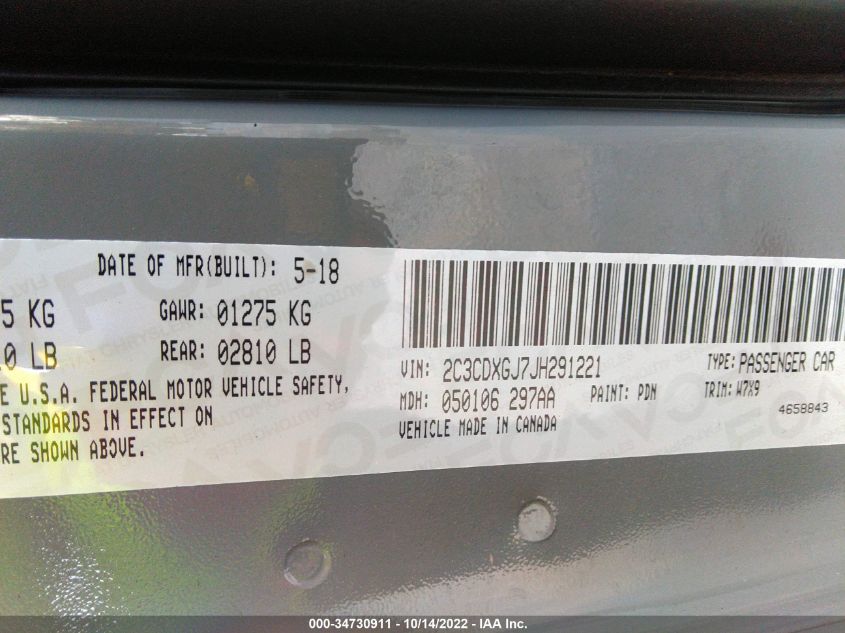 DATE OF MFR(BUILT): 5-18
5 KG GAWR: 01275 KG
0 LB REAR: 02810 LB
E U.S.A. FEDERAL MOTOR VEHICLE SAFETY,
STANDARDS IN EFFECT ON
RE SHOWN ABOVE.
VIN: 2C3CDXGJ7JH291221 TYPE: PASSENGER CAR
MDH: 050106 297AA PAINT: PDN TRIM: W7X9
VEHICLE MADE IN CANADA 4658843
000-34730911 - 10/14/2022 - IAA Inc.